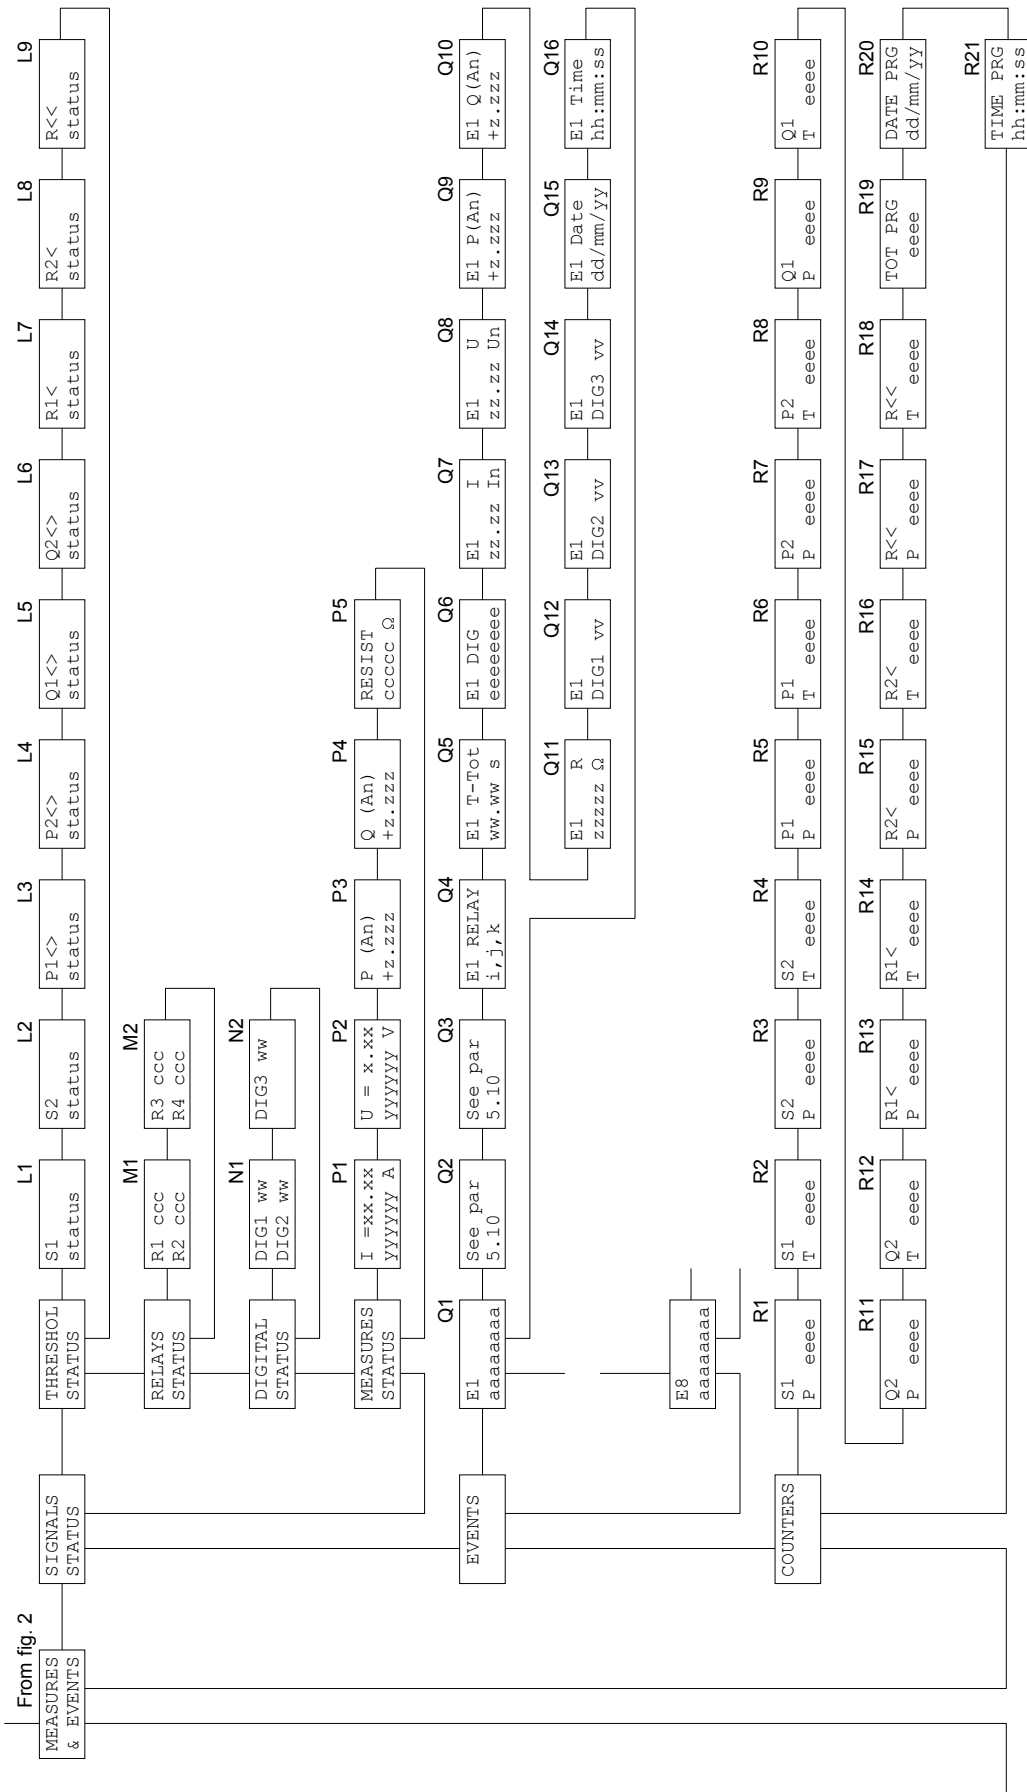 From fig. 2
MEASURES
& EVENTS
SIGNALS
STATUS
THRESHOL
STATUS
L1
S1
status
L2
S2
status
L3
P1<>
status
L4
P2<>
status
L5
Q1<>
status
L6
Q2<>
status
L7
R1<
status
L8
R2<
status
L9
R<<
status
RELAYS
STATUS
M1
R1 ccc
R2 ccc
M2
R3 ccc
R4 ccc
DIGITAL
STATUS
N1
DIG1 ww
DIG2 ww
N2
DIG3 ww
MEASURES
STATUS
P1
I =xx.xx
yyyyyy A
P2
U = x.xx
yyyyyy V
P3
P (An)
+z.zzz
P4
Q (An)
+z.zzz
P5
RESIST
ccccc Ω
EVENTS
Q1
E1
aaaaaaaa
Q2
See par
5.10
Q3
See par
5.10
Q4
E1 RELAY
i,j,k
Q5
E1 T-Tot
ww.ww s
Q6
E1 DIG
eeeeeeee
Q7
E1 I
zz.zz In
Q8
E1 U
zz.zz Un
Q9
E1 P(An)
+z.zzz
Q10
E1 Q(An)
+z.zzz
Q11
E1 R
zzzzz Ω
Q12
E1
DIG1 vv
Q13
E1
DIG2 vv
Q14
E1
DIG3 vv
Q15
E1 Date
dd/mm/yy
Q16
E1 Time
hh:mm:ss
E8
aaaaaaaa
COUNTERS
R1
S1
P eeee
R2
S1
T eeee
R3
S2
P eeee
R4
S2
T eeee
R5
P1
P eeee
R6
P1
T eeee
R7
P2
P eeee
R8
P2
T eeee
R9
Q1
P eeee
R10
Q1
T eeee
R11
Q2
P eeee
R12
Q2
T eeee
R13
R1<
P eeee
R14
R1<
T eeee
R15
R2<
P eeee
R16
R2<
T eeee
R17
R<<
P eeee
R18
R<<
T eeee
R19
TOT PRG
eeee
R20
DATE PRG
dd/mm/yy
R21
TIME PRG
hh:mm:ss